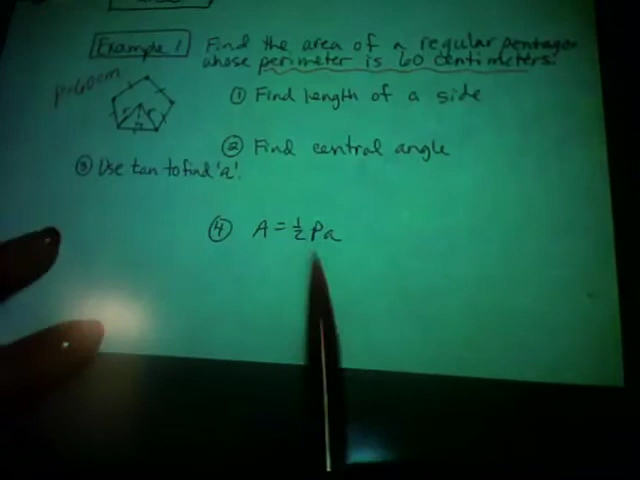 Example 1 Find the area of a regular pentagon
whose perimeter is 60 centimeters.
P=60cm
① Find length of a side
② Find central angle
③ Use tan to find 'a'.
④ A = ½ Pa